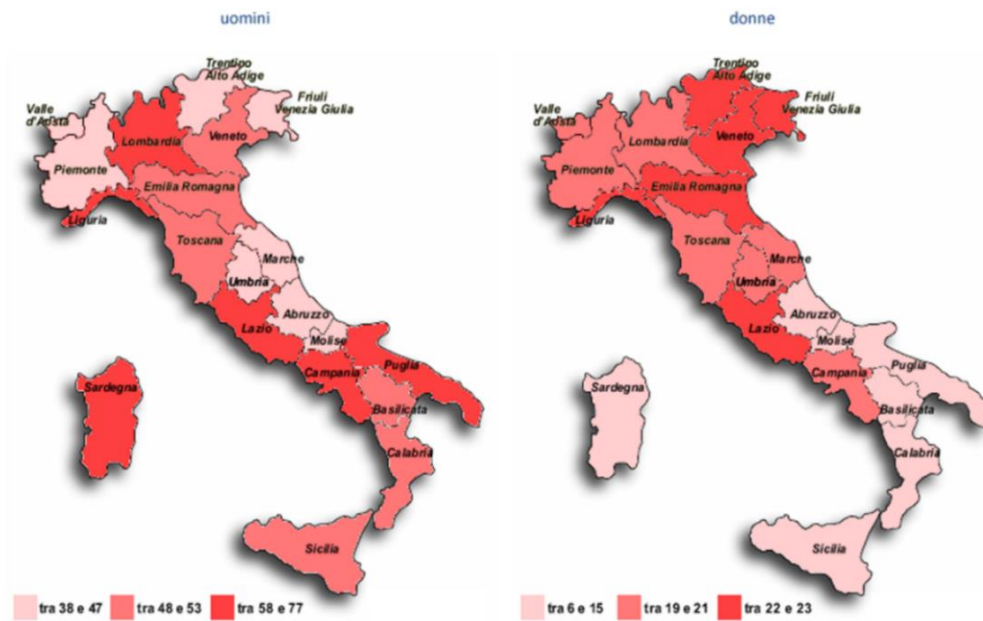 uomini
Trentino
Alto Adige
Friuli
Venezia Giulia
Valle
d'Aosta
Lombardia
Veneto
Piemonte
Emilia Romagna
Liguria
Toscana
Marche
Umbria
Abruzzo
Lazio
Molise
Campania
Puglia
Basilicata
Sardegna
Calabria
Sicilia
tra 38 e 47
tra 48 e 53
tra 58 e 77
donne
Trentino
Alto Adige
Friuli
Venezia Giulia
Valle
d'Aosta
Lombardia
Veneto
Piemonte
Emilia Romagna
Liguria
Toscana
Marche
Umbria
Abruzzo
Lazio
Molise
Campania
Puglia
Basilicata
Sardegna
Calabria
Sicilia
tra 6 e 15
tra 19 e 21
tra 22 e 23